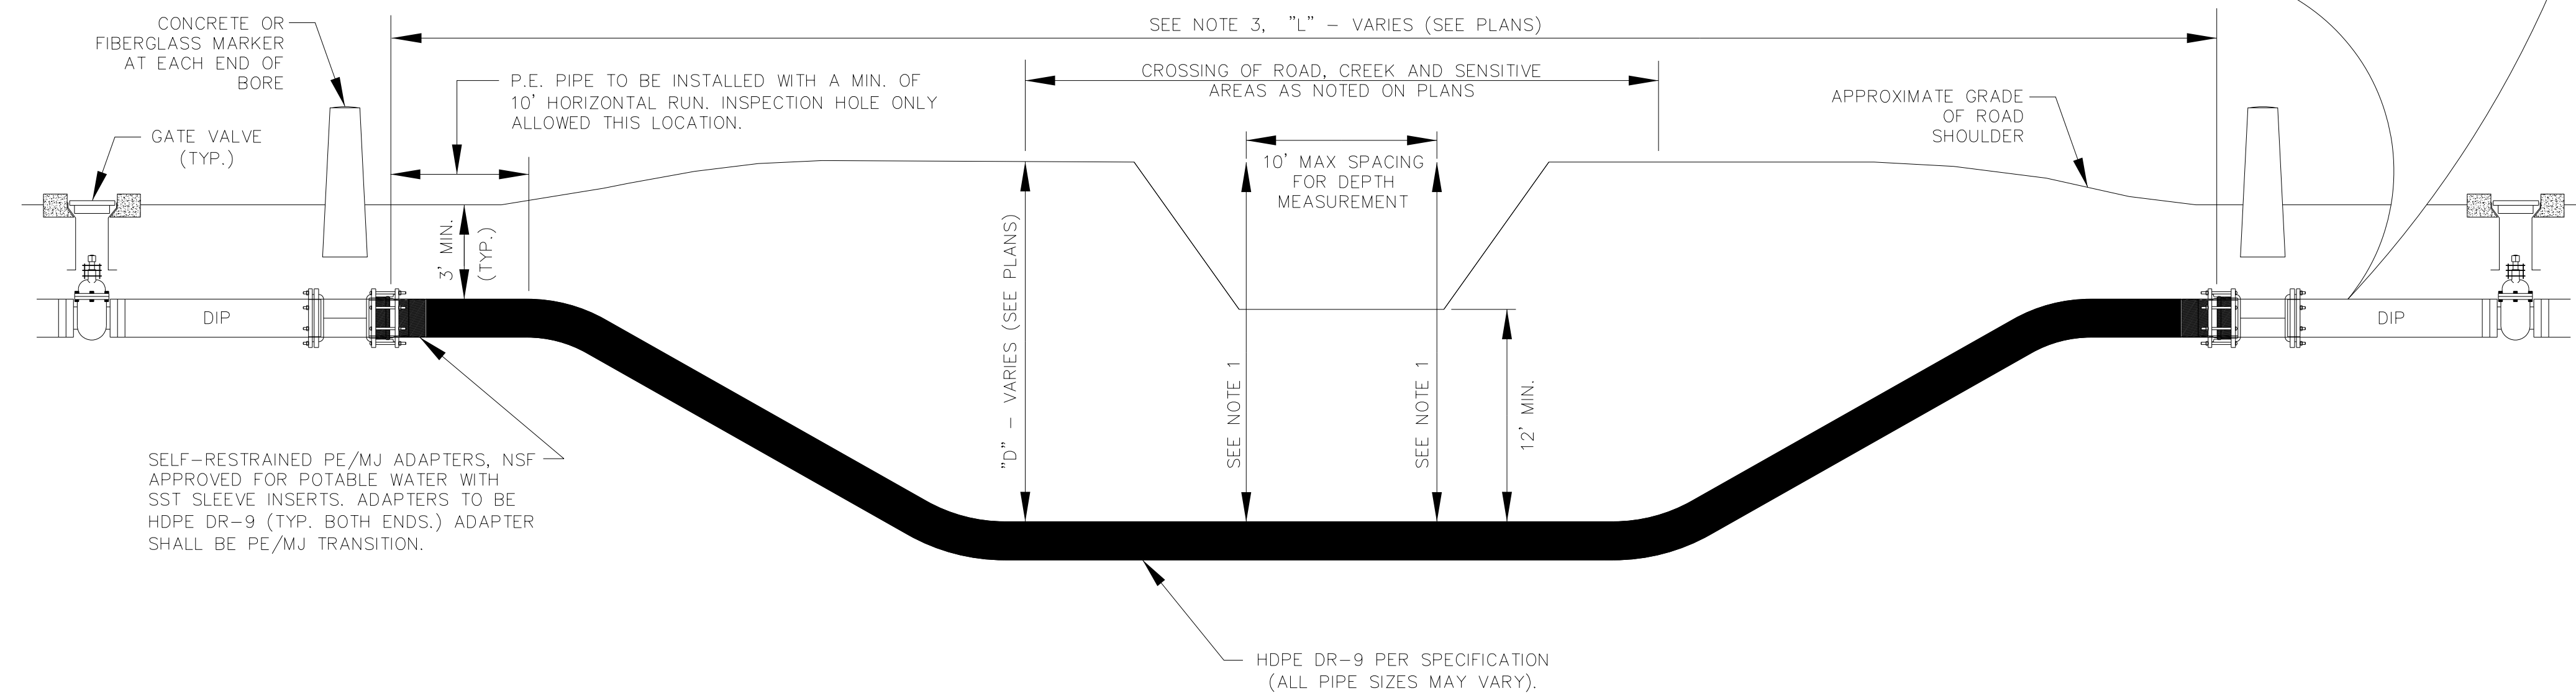 CONCRETE OR
FIBERGLASS MARKER
AT EACH END OF
BORE
GATE VALVE
(TYP.)
SEE NOTE 3, "L" - VARIES (SEE PLANS)
P.E. PIPE TO BE INSTALLED WITH A MIN. OF
10' HORIZONTAL RUN. INSPECTION HOLE ONLY
ALLOWED THIS LOCATION.
CROSSING OF ROAD, CREEK AND SENSITIVE
AREAS AS NOTED ON PLANS
10' MAX SPACING
FOR DEPTH
MEASUREMENT
APPROXIMATE GRADE
OF ROAD
SHOULDER
3' MIN.
(TYP.)
"D" - VARIES (SEE PLANS)
SEE NOTE 1
SEE NOTE 1
12' MIN.
DIP
DIP
SELF-RESTRAINED PE/MJ ADAPTERS, NSF
APPROVED FOR POTABLE WATER WITH
SST SLEEVE INSERTS. ADAPTERS TO BE
HDPE DR-9 (TYP. BOTH ENDS.) ADAPTER
SHALL BE PE/MJ TRANSITION.
HDPE DR-9 PER SPECIFICATION
(ALL PIPE SIZES MAY VARY).